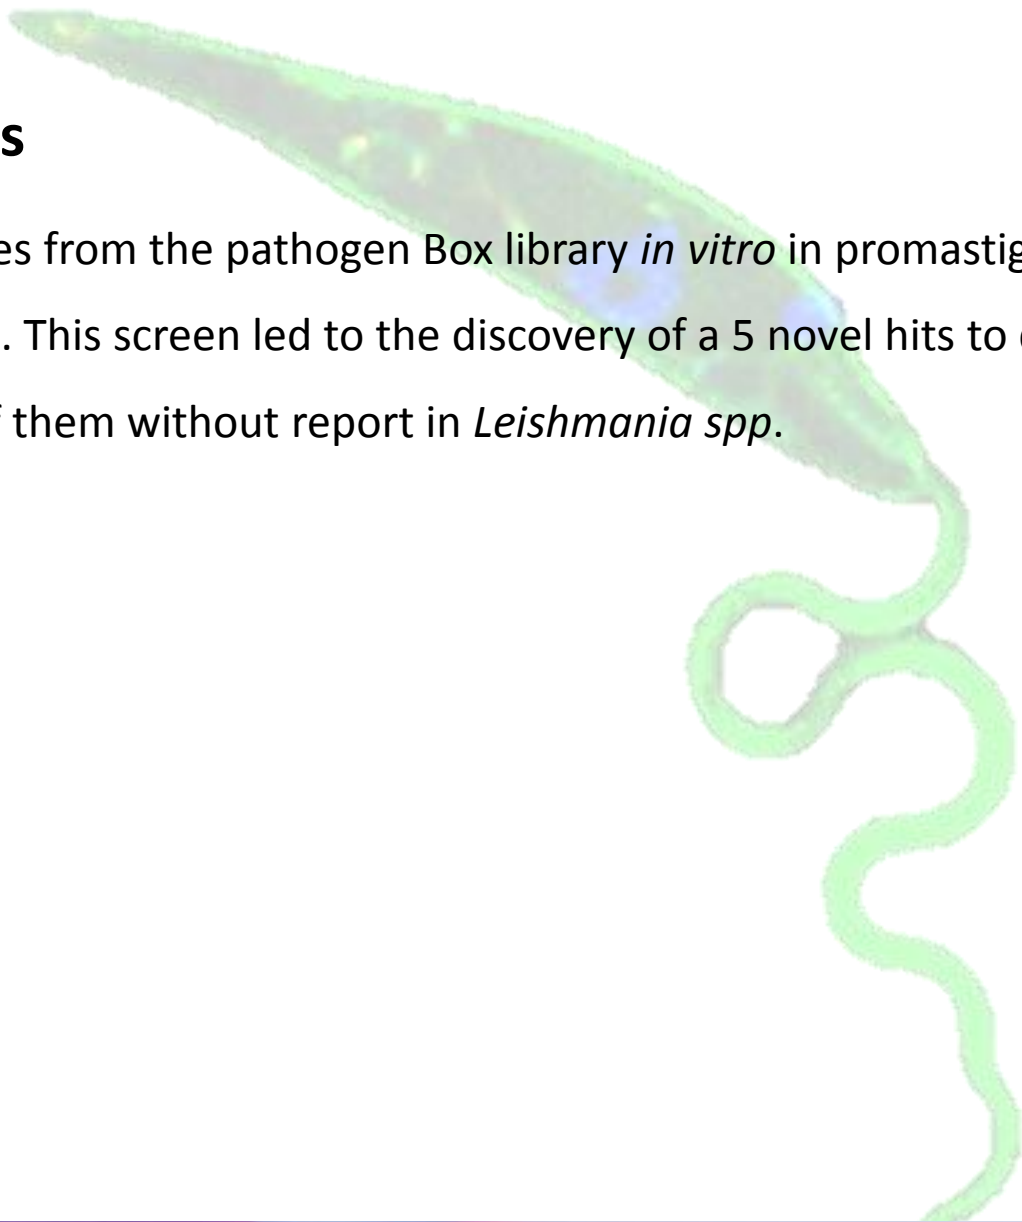 s
es from the pathogen Box library in vitro in promastig
. This screen led to the discovery of a 5 novel hits to
f them without report in Leishmania spp.